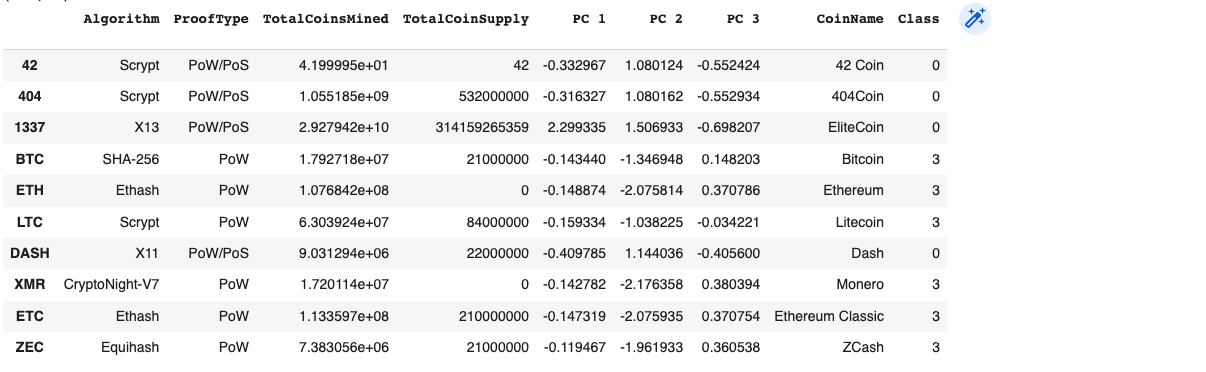 Algorithm ProofType TotalCoinsMined TotalCoinSupply PC 1 PC 2 PC 3 CoinName Class
42 Scrypt PoW/PoS 4.199995e+01 42 -0.332967 1.080124 -0.552424 42 Coin 0
404 Scrypt PoW/PoS 1.055185e+09 532000000 -0.316327 1.080162 -0.552934 404Coin 0
1337 X13 PoW/PoS 2.927942e+10 314159265359 2.299335 1.506933 -0.698207 EliteCoin 0
BTC SHA-256 PoW 1.792718e+07 21000000 -0.143440 -1.346948 0.148203 Bitcoin 3
ETH Ethash PoW 1.076842e+08 0 -0.148874 -2.075814 0.370786 Ethereum 3
LTC Scrypt PoW 6.303924e+07 84000000 -0.159334 -1.038225 -0.034221 Litecoin 3
DASH X11 PoW/PoS 9.031294e+06 22000000 -0.409785 1.144036 -0.405600 Dash 0
XMR CryptoNight-V7 PoW 1.720114e+07 0 -0.142782 -2.176358 0.380394 Monero 3
ETC Ethash PoW 1.133597e+08 210000000 -0.147319 -2.075935 0.370754 Ethereum Classic 3
ZEC Equihash PoW 7.383056e+06 21000000 -0.119467 -1.961933 0.360538 ZCash 3